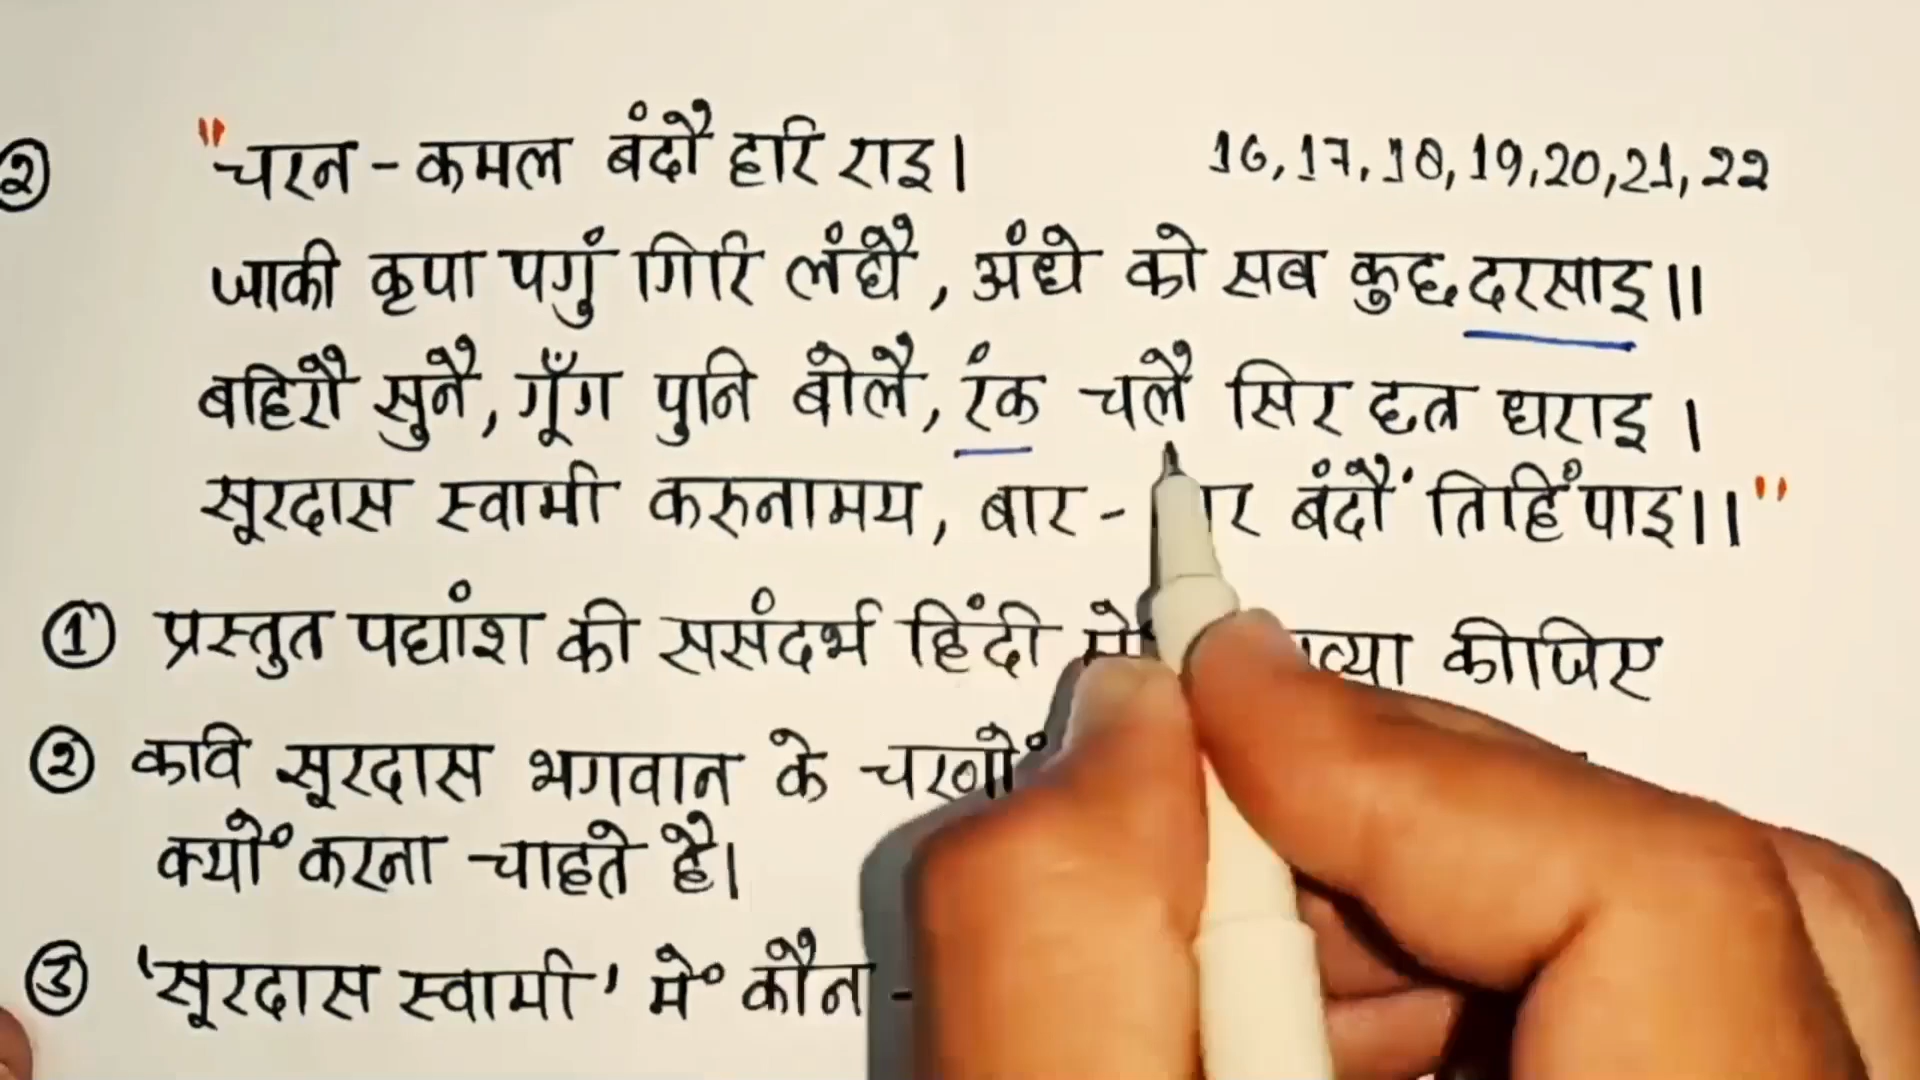 ② "चरन - कमल बंदौ हरि राइ। 16, 17, 18, 19, 20, 21, 22
जाकी कृपा पगुं गिरि लंघै, अंधे को सब कुछ दरसाइ॥
बहिरौ सुनै, गूँग पुनि बोलै, रंक चलै सिर छत्र धराइ।
सूरदास स्वामी करुनामय, बार - बंदौं तिहिं पाइ॥"
① प्रस्तुत पद्यांश की ससंदर्भ हिंदी में कीजिए
② कवि सूरदास भगवान के चरणों
क्यों करना चाहते है।
③ 'सूरदास स्वामी' में कौन -